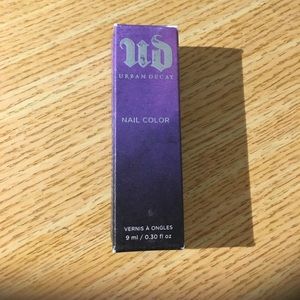 UD
URBAN DECAY
NAIL COLOR
VERNIS À ONGLES
9 ml / 0.30 fl oz